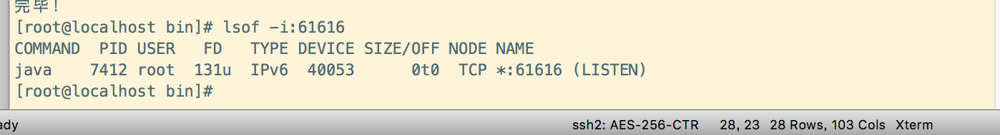 完毕!
[root@localhost bin]# lsof -i:61616
COMMAND  PID USER   FD   TYPE DEVICE SIZE/OFF NODE NAME
java    7412 root  131u  IPv6  40053      0t0  TCP *:61616 (LISTEN)
[root@localhost bin]#
ady ssh2: AES-256-CTR 28, 23 28 Rows, 103 Cols Xterm